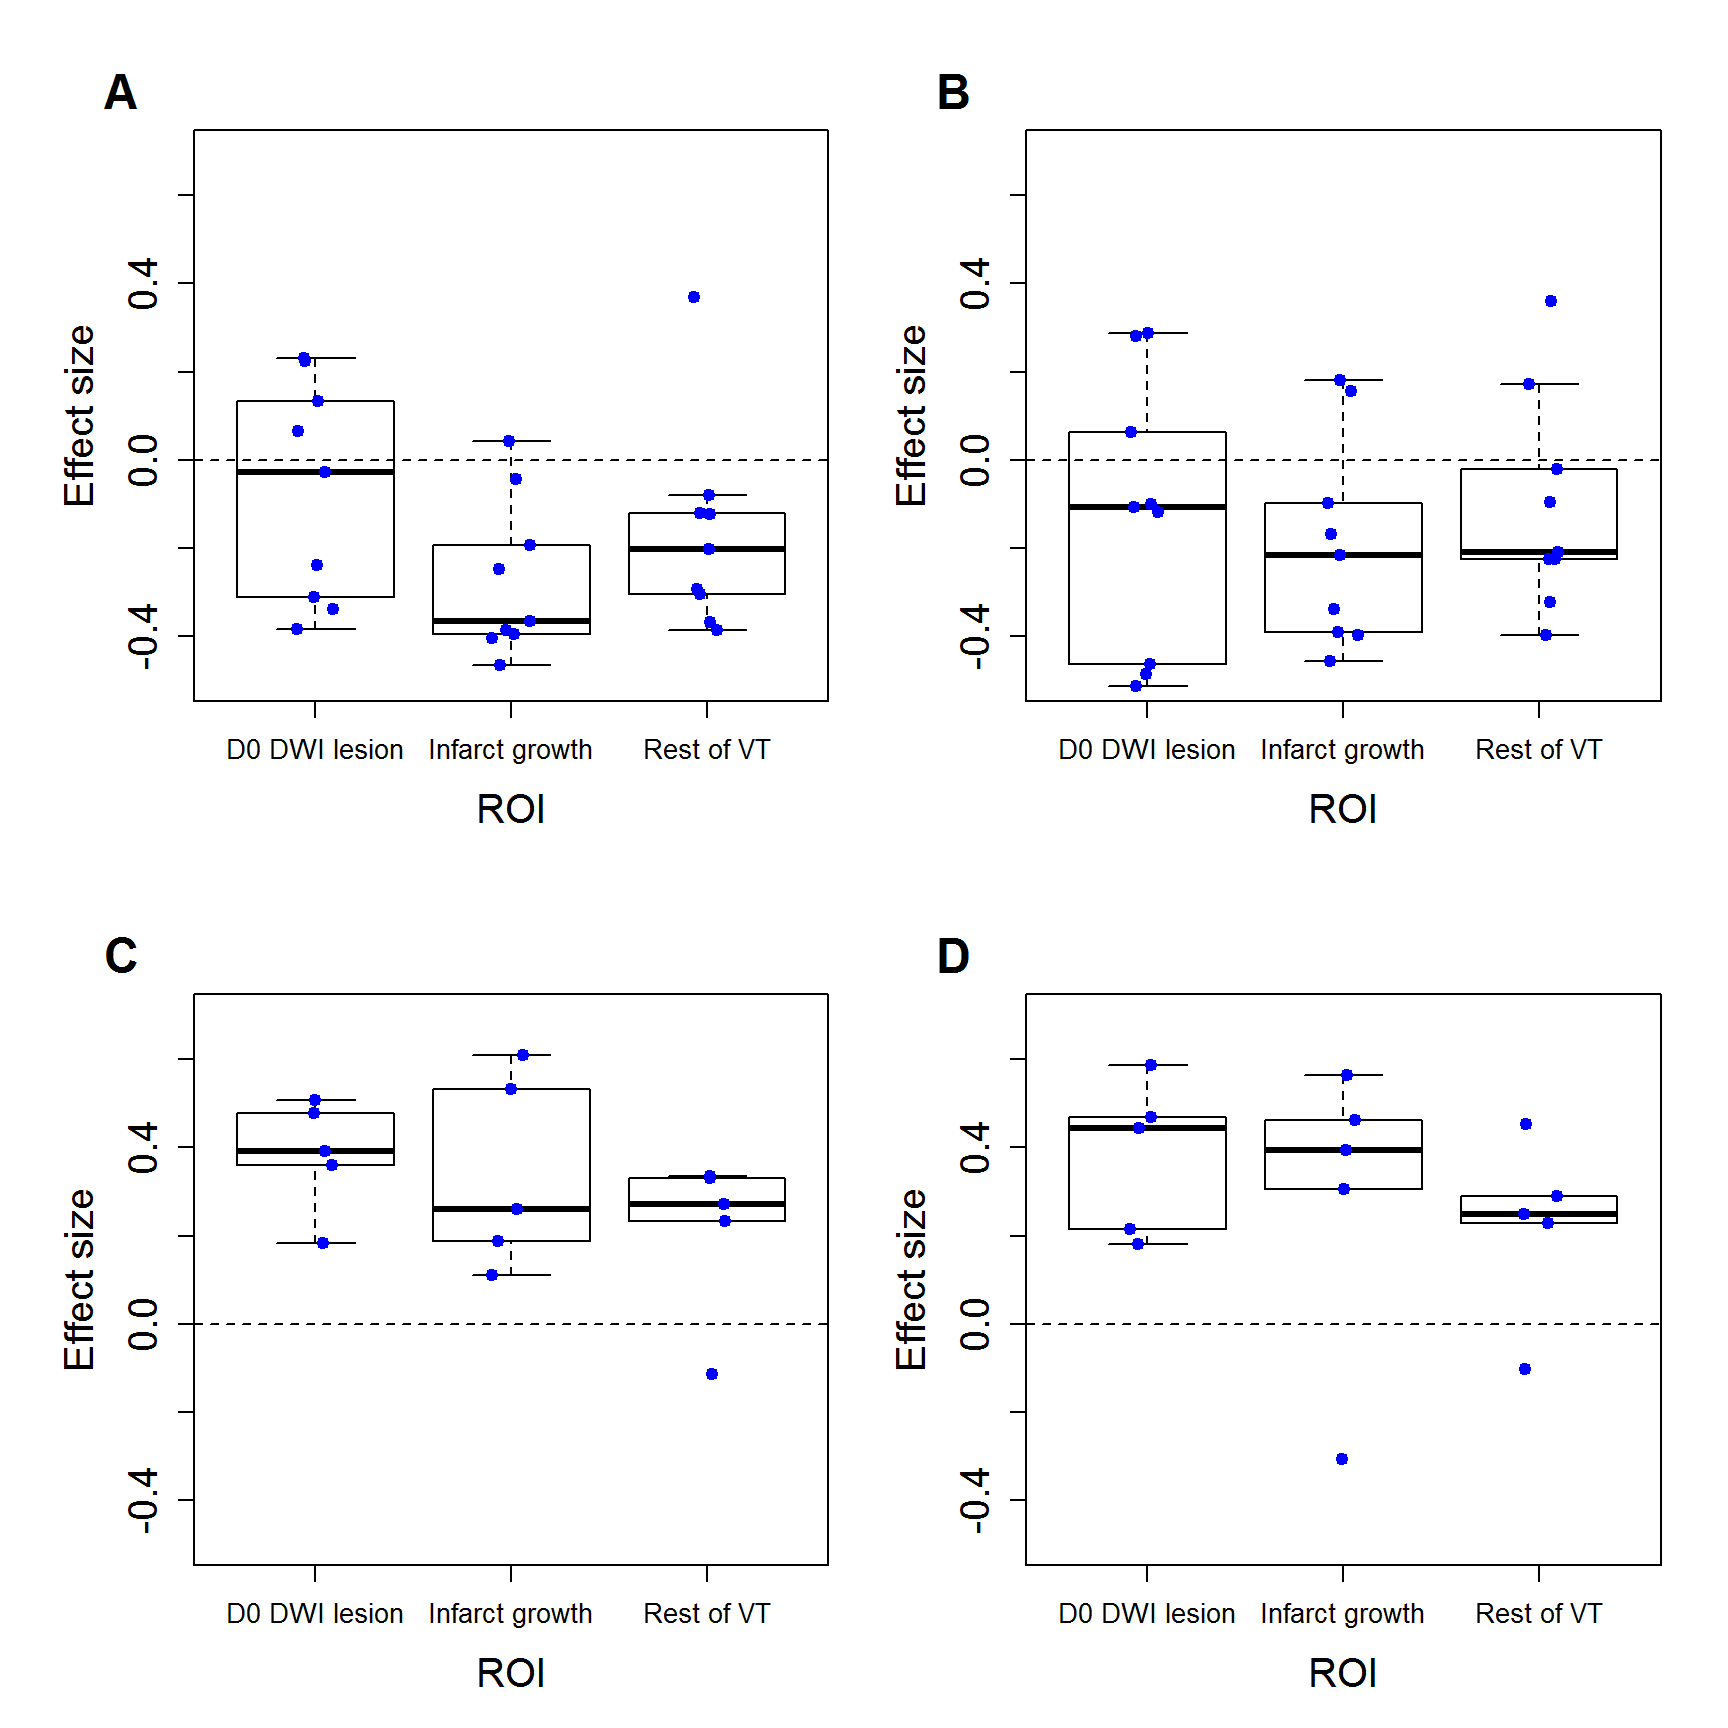 A
Effect size
0.4
0.0
-0.4
D0 DWI lesion Infarct growth Rest of VT
ROI
B
Effect size
0.4
0.0
-0.4
D0 DWI lesion Infarct growth Rest of VT
ROI
C
Effect size
0.4
0.0
-0.4
D0 DWI lesion Infarct growth Rest of VT
ROI
D
Effect size
0.4
0.0
-0.4
D0 DWI lesion Infarct growth Rest of VT
ROI